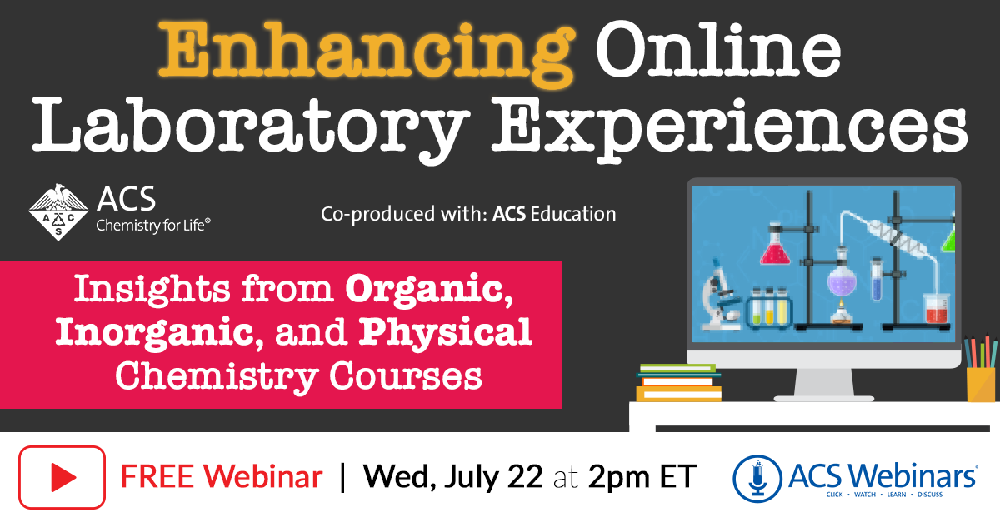 Enhancing Online
Laboratory Experiences
ACS
Chemistry for Life®
A C S
Co-produced with: ACS Education
Insights from Organic,
Inorganic, and Physical
Chemistry Courses
FREE Webinar | Wed, July 22 at 2pm ET
ACS Webinars®
CLICK • WATCH • LEARN • DISCUSS